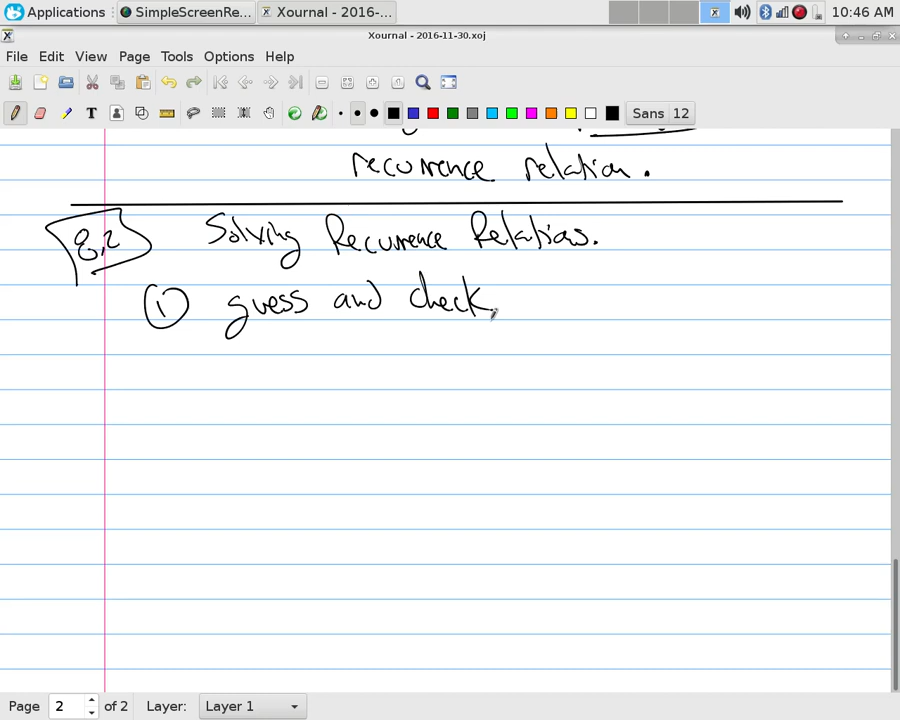 Applications SimpleScreenRe... Xournal - 2016-... 10:46 AM
Xournal - 2016-11-30.xoj
File Edit View Page Tools Options Help
Sans 12
recurrence relation.
8.2 Solving Recurrence Relations.
① guess and check.
Page 2 of 2 Layer: Layer 1